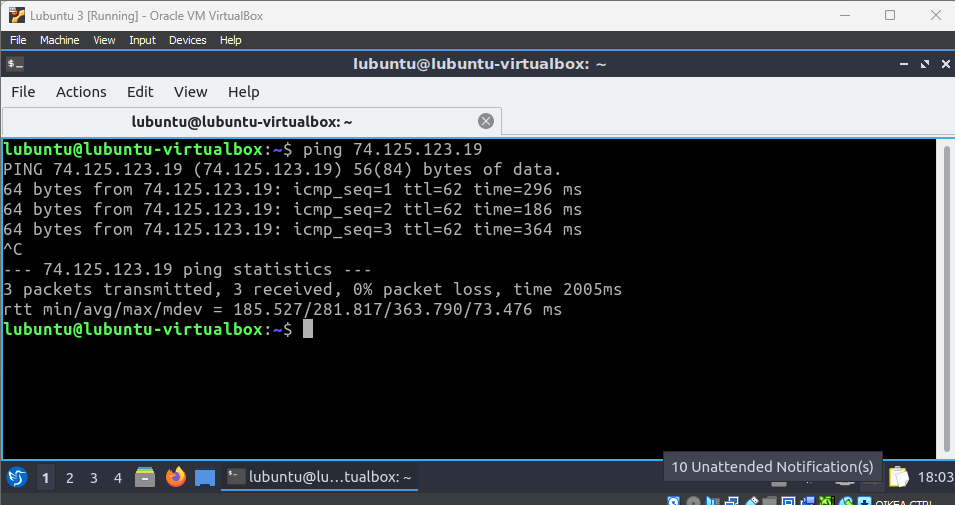 Lubuntu 3 [Running] - Oracle VM VirtualBox
File Machine View Input Devices Help
lubuntu@lubuntu-virtualbox: ~
File Actions Edit View Help
lubuntu@lubuntu-virtualbox: ~
lubuntu@lubuntu-virtualbox:~$ ping 74.125.123.19
PING 74.125.123.19 (74.125.123.19) 56(84) bytes of data.
64 bytes from 74.125.123.19: icmp_seq=1 ttl=62 time=296 ms
64 bytes from 74.125.123.19: icmp_seq=2 ttl=62 time=186 ms
64 bytes from 74.125.123.19: icmp_seq=3 ttl=62 time=364 ms
^C
--- 74.125.123.19 ping statistics ---
3 packets transmitted, 3 received, 0% packet loss, time 2005ms
rtt min/avg/max/mdev = 185.527/281.817/363.790/73.476 ms
lubuntu@lubuntu-virtualbox:~$
10 Unattended Notification(s)
1 2 3 4 lubuntu@lu…tualbox: ~ 18:03